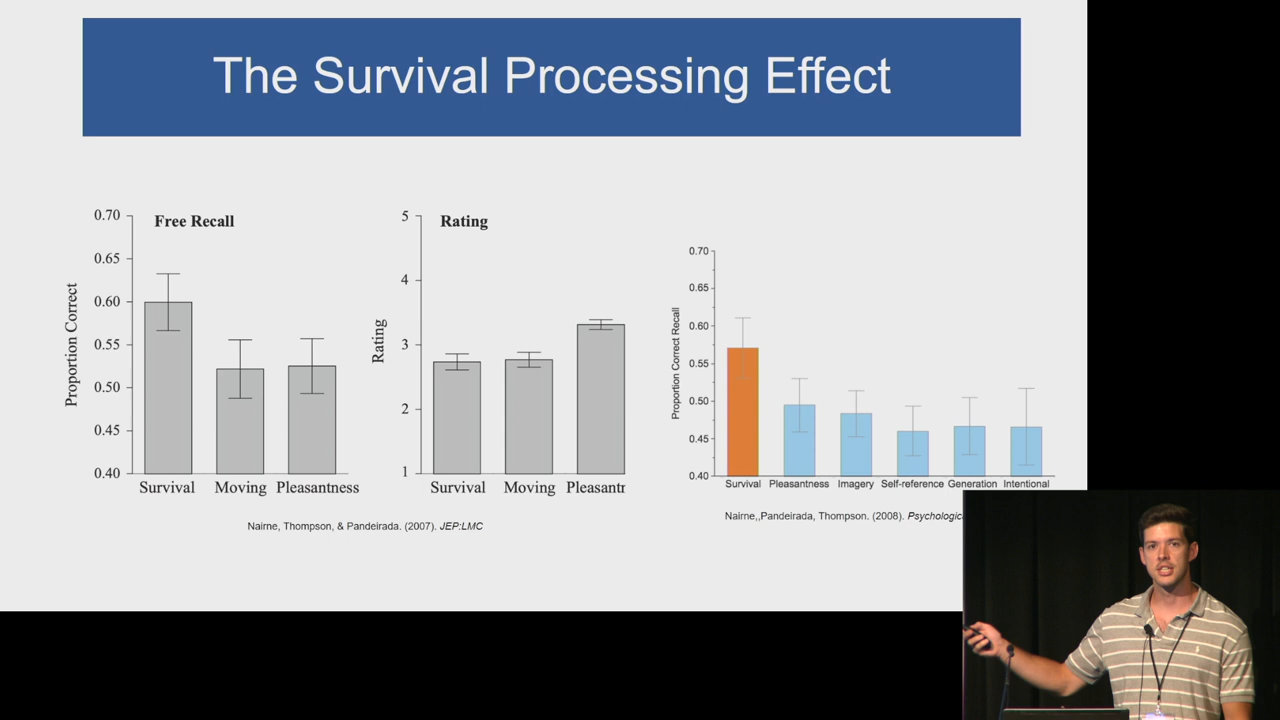 The Survival Processing Effect
Free Recall
Proportion Correct
0.70
0.65
0.60
0.55
0.50
0.45
0.40
Survival Moving Pleasantness
Nairne, Thompson, & Pandeirada. (2007). JEP:LMC
Rating
Rating
5
4
3
2
1
Survival Moving
Proportion Correct Recall
0.70
0.65
0.60
0.55
0.50
0.45
0.40
Survival Pleasantness Imagery Self-reference Generation Intentional
Nairne,,Pandeirada, Thompson. (2008).